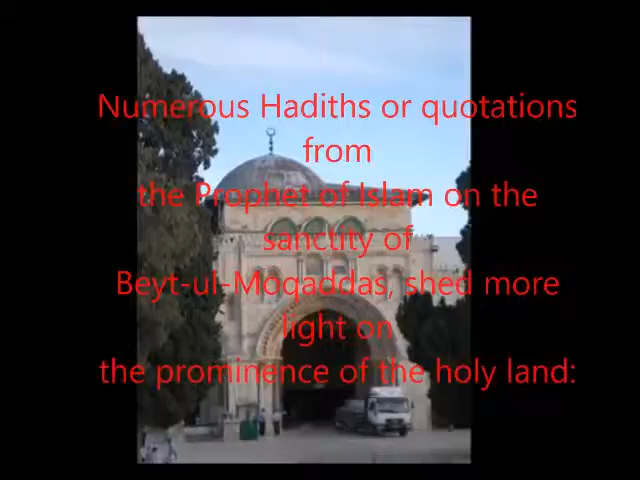 Numerous Hadiths or quotations
from
the Prophet of Islam on the
sanctity of
Beyt-ul-Moqaddas, shed more
light on
the prominence of the holy land: